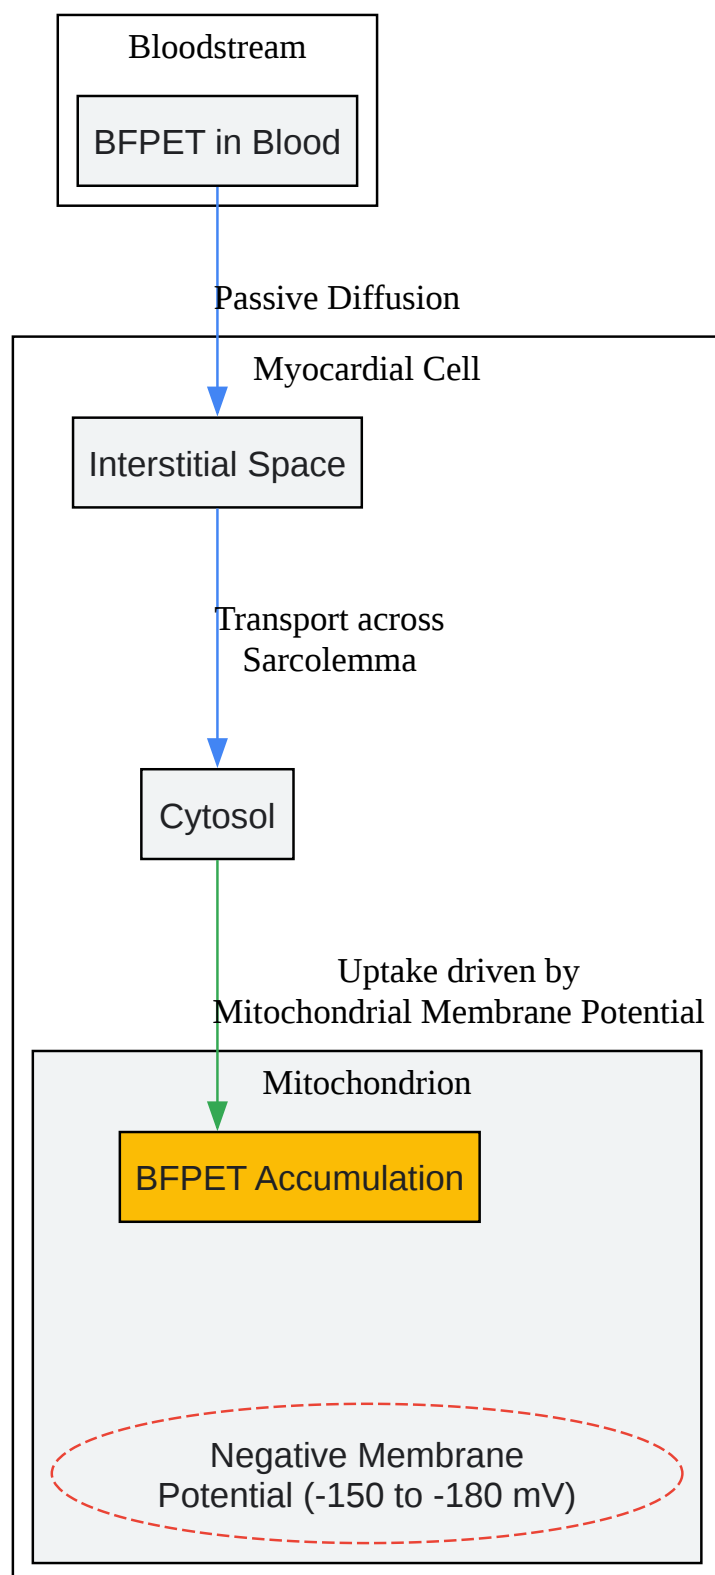 Bloodstream
BFPET in Blood
Passive Diffusion
Myocardial Cell
Interstitial Space
Transport across
Sarcolemma
Cytosol
Uptake driven by
Mitochondrial Membrane Potential
Mitochondrion
BFPET Accumulation
Negative Membrane
Potential (-150 to -180 mV)